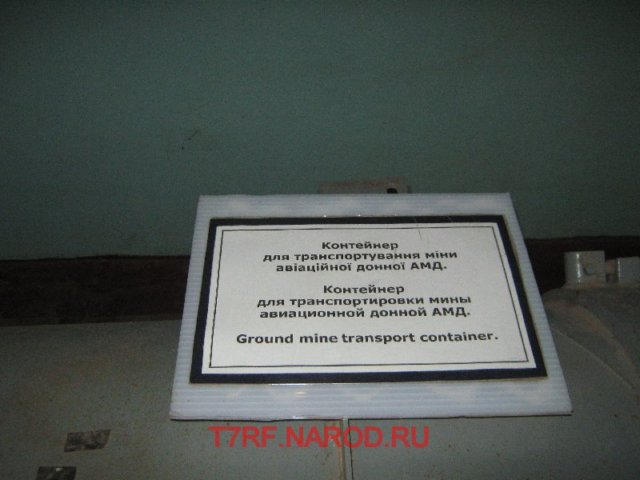 Контейнер
для транспортування міни
авіаційної донної АМД.
Контейнер
для транспортировки мины
авиационной донной АМД.
Ground mine transport container.
T7RF.NAROD.RU